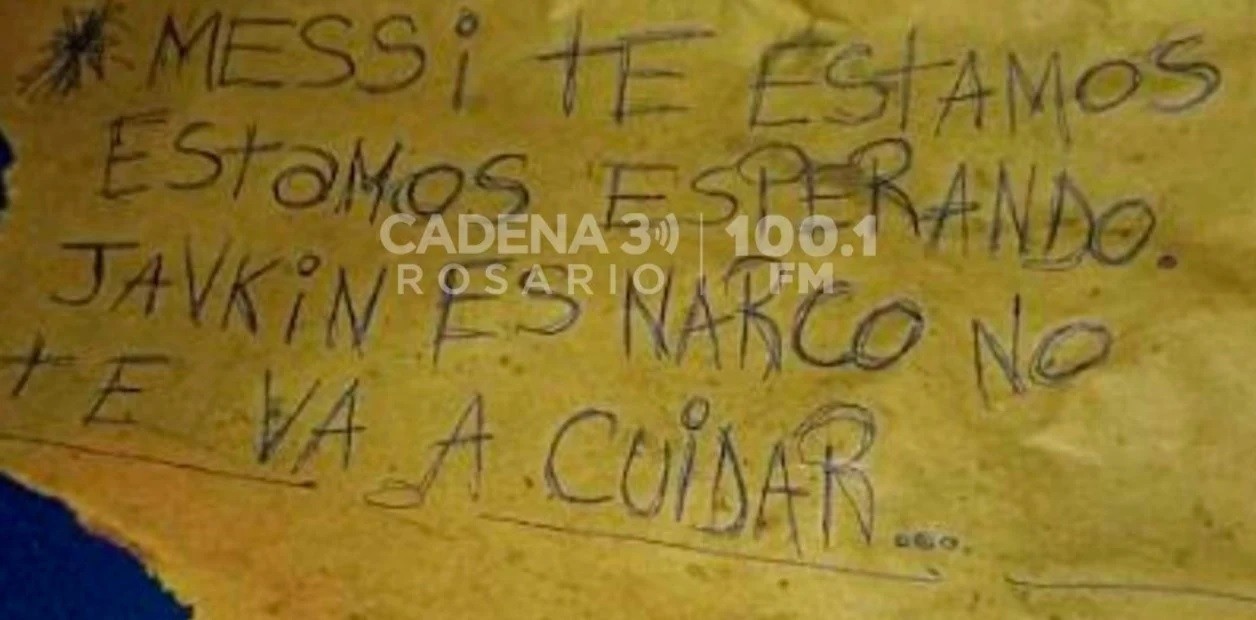 * MESSi tE ESTAMOS
EStaMOS ESPERANDO.
CADENA 3 | 100.1
ROSARIO | FM
JAVKiN ES NARCO NO
tE VA A CUiDAR....